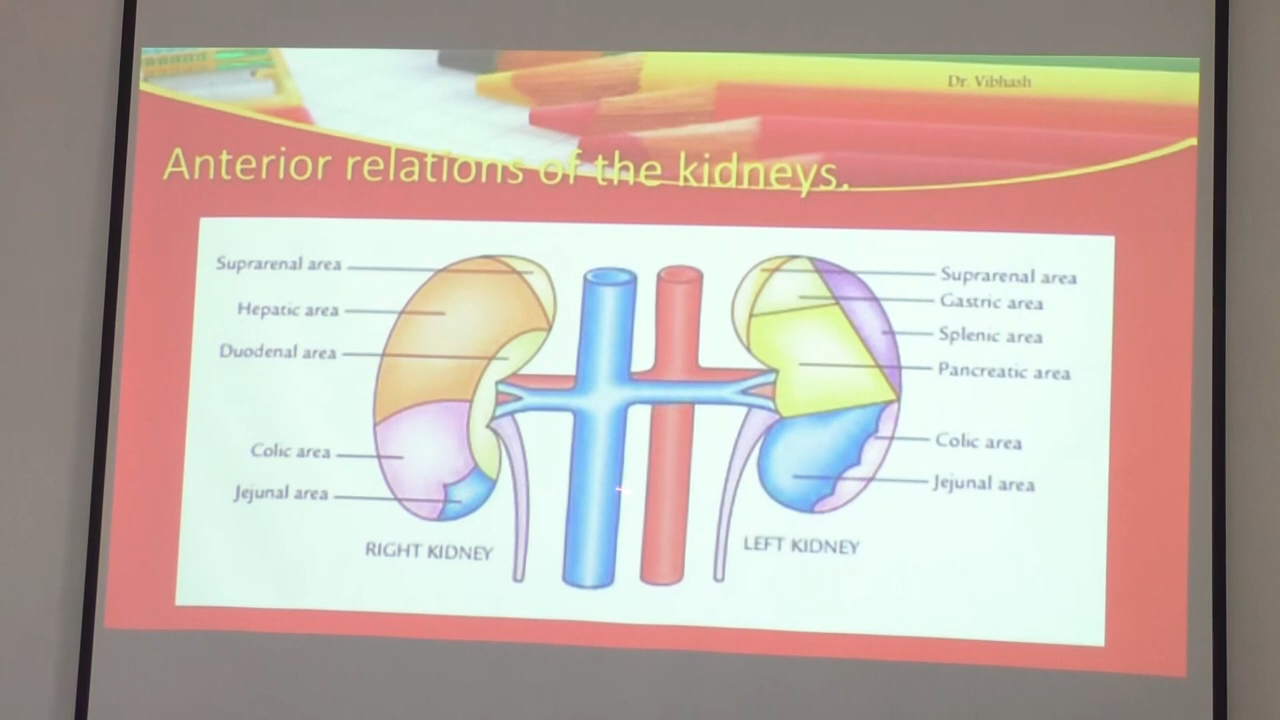 Dr. Vibhash
Anterior relations of the kidneys.
Suprarenal area
Hepatic area
Duodenal area
Colic area
Jejunal area
Suprarenal area
Gastric area
Splenic area
Pancreatic area
Colic area
Jejunal area
RIGHT KIDNEY
LEFT KIDNEY